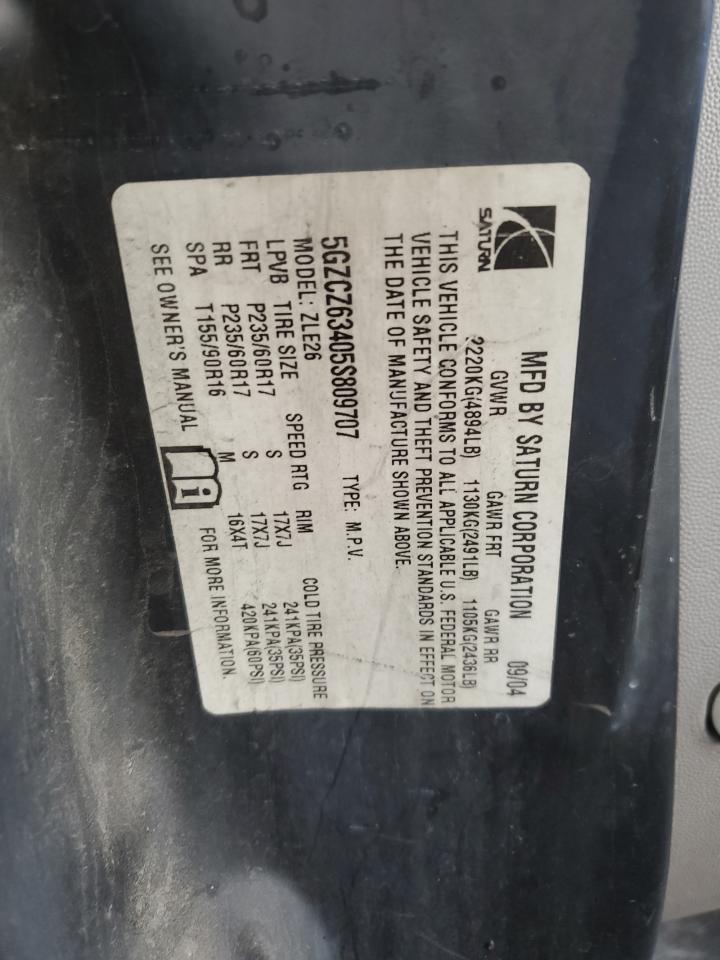 SATURN
MFD BY SATURN CORPORATION 09/04
GVWR GAWR FRT GAWR RR
2220KG(4894LB) 1130KG(2491LB) 1105KG(2436LB)
THIS VEHICLE CONFORMS TO ALL APPLICABLE U.S. FEDERAL MOTOR
VEHICLE SAFETY AND THEFT PREVENTION STANDARDS IN EFFECT ON
THE DATE OF MANUFACTURE SHOWN ABOVE.
5GZCZ63405S809707 TYPE: M.P.V.
MODEL: ZLE26
LPVB TIRE SIZE SPEED RTG RIM COLD TIRE PRESSURE
FRT P235/60R17 S 17X7J 241KPA(35PSI)
RR P235/60R17 S 17X7J 241KPA(35PSI)
SPA T155/90R16 M 16X4T 420KPA(60PSI)
SEE OWNER'S MANUAL i FOR MORE INFORMATION.